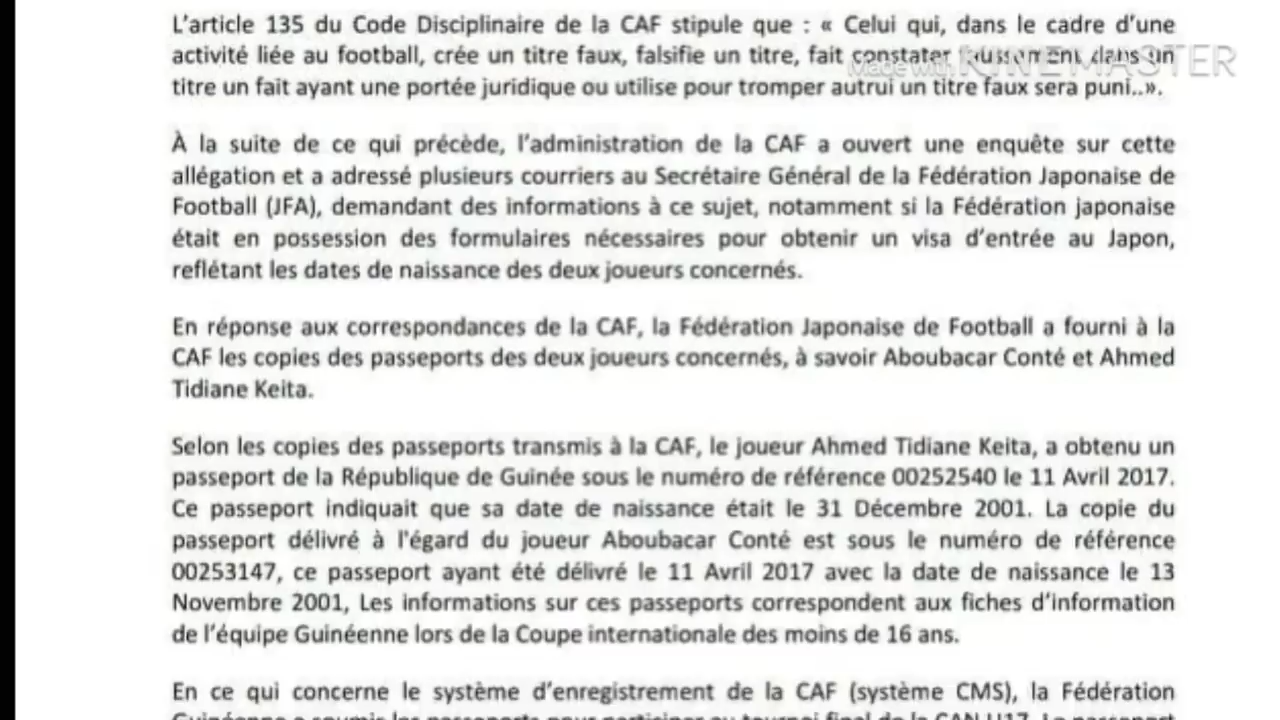 L'article 135 du Code Disciplinaire de la CAF stipule que : « Celui qui, dans le cadre d'une
activité liée au football, crée un titre faux, falsifie un titre, fait constater faussement dans un
Made with KINEMASTER
titre un fait ayant une portée juridique ou utilise pour tromper autrui un titre faux sera puni..».
À la suite de ce qui précède, l'administration de la CAF a ouvert une enquête sur cette
allégation et a adressé plusieurs courriers au Secrétaire Général de la Fédération Japonaise de
Football (JFA), demandant des informations à ce sujet, notamment si la Fédération japonaise
était en possession des formulaires nécessaires pour obtenir un visa d'entrée au Japon,
reflétant les dates de naissance des deux joueurs concernés.
En réponse aux correspondances de la CAF, la Fédération Japonaise de Football a fourni à la
CAF les copies des passeports des deux joueurs concernés, à savoir Aboubacar Conté et Ahmed
Tidiane Keita.
Selon les copies des passeports transmis à la CAF, le joueur Ahmed Tidiane Keita, a obtenu un
passeport de la République de Guinée sous le numéro de référence 00252540 le 11 Avril 2017.
Ce passeport indiquait que sa date de naissance était le 31 Décembre 2001. La copie du
passeport délivré à l'égard du joueur Aboubacar Conté est sous le numéro de référence
00253147, ce passeport ayant été délivré le 11 Avril 2017 avec la date de naissance le 13
Novembre 2001, Les informations sur ces passeports correspondent aux fiches d'information
de l'équipe Guinéenne lors de la Coupe internationale des moins de 16 ans.
En ce qui concerne le système d'enregistrement de la CAF (système CMS), la Fédération